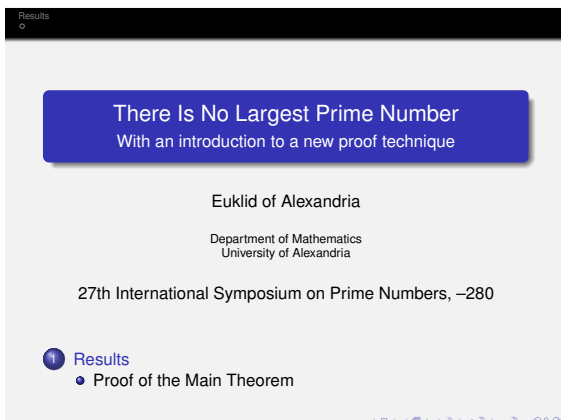 Results
There Is No Largest Prime Number
With an introduction to a new proof technique
Euklid of Alexandria
Department of Mathematics
University of Alexandria
27th International Symposium on Prime Numbers, –280
1 Results
Proof of the Main Theorem